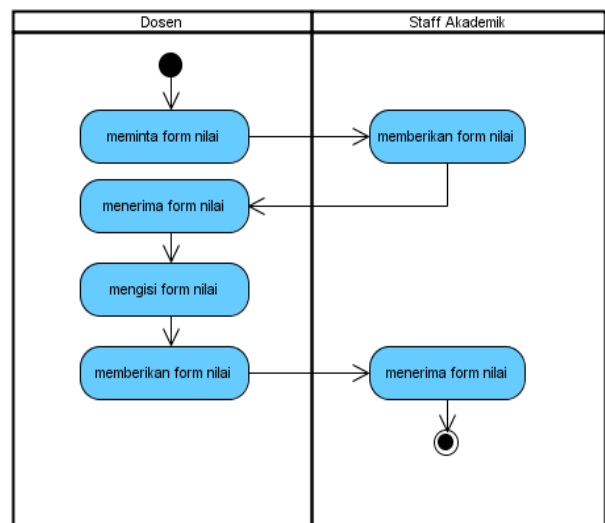 Dosen
Staff Akademik
meminta form nilai
memberikan form nilai
menerima form nilai
mengisi form nilai
memberikan form nilai
menerima form nilai